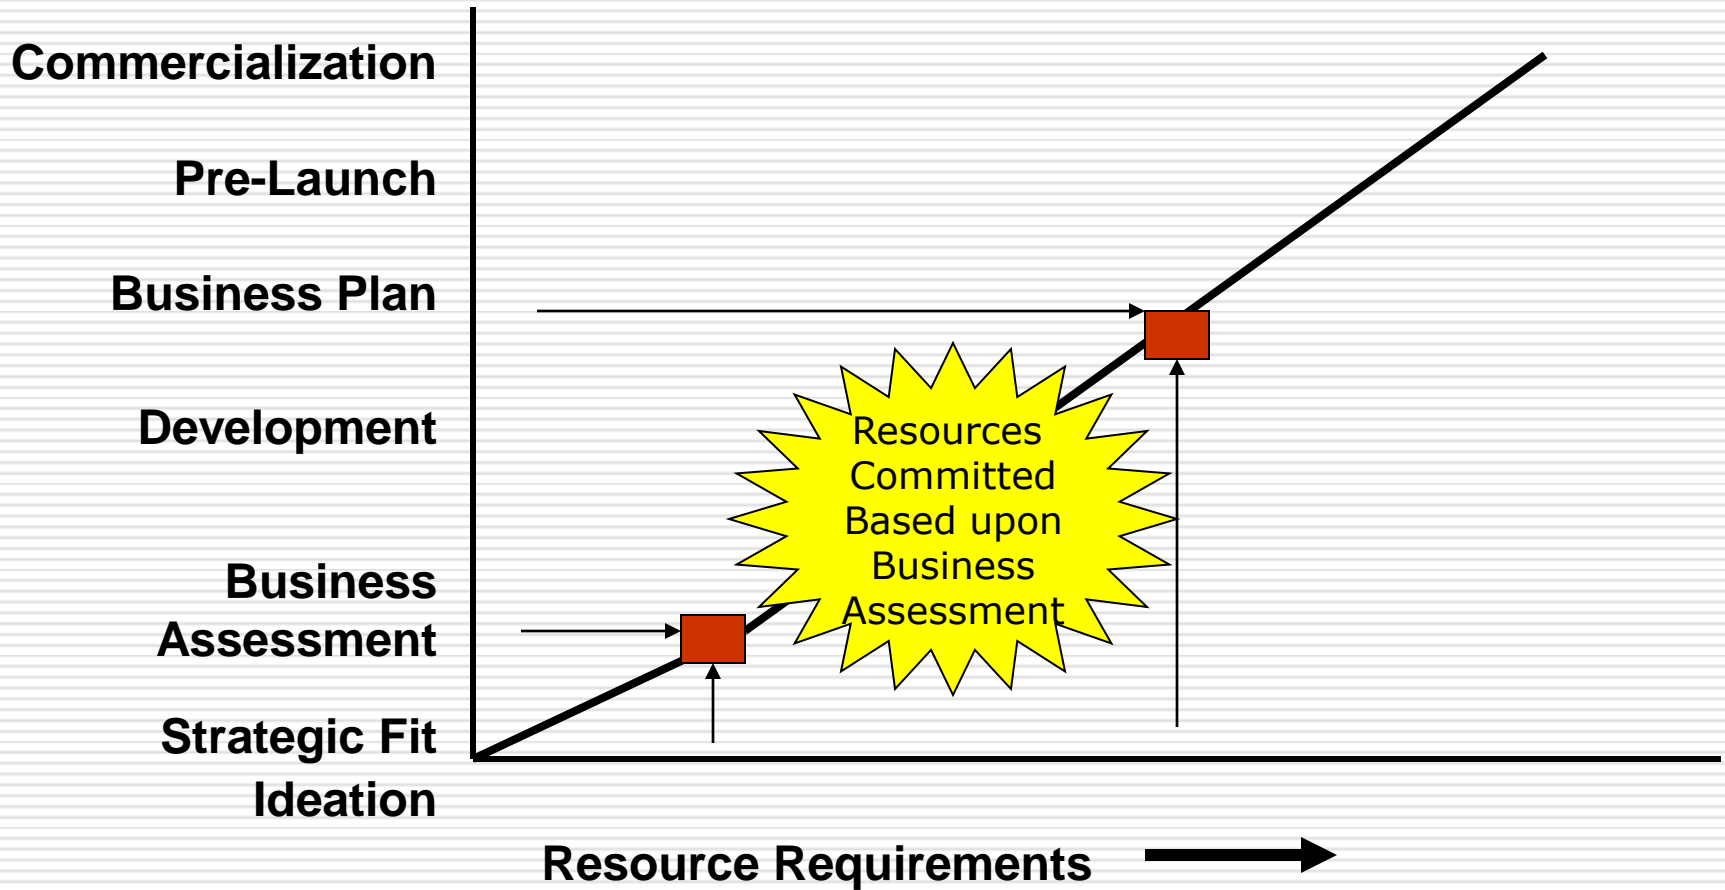 Commercialization
Pre-Launch
Business Plan
Development
Business
Assessment
Strategic Fit
Ideation
Resources
Committed
Based upon
Business
Assessment
Resource Requirements